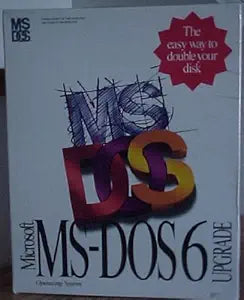 MS
DOS
The
easy way to
double your
disk
MS
DOS
Microsoft
MS-DOS 6
UPGRADE
Operating System